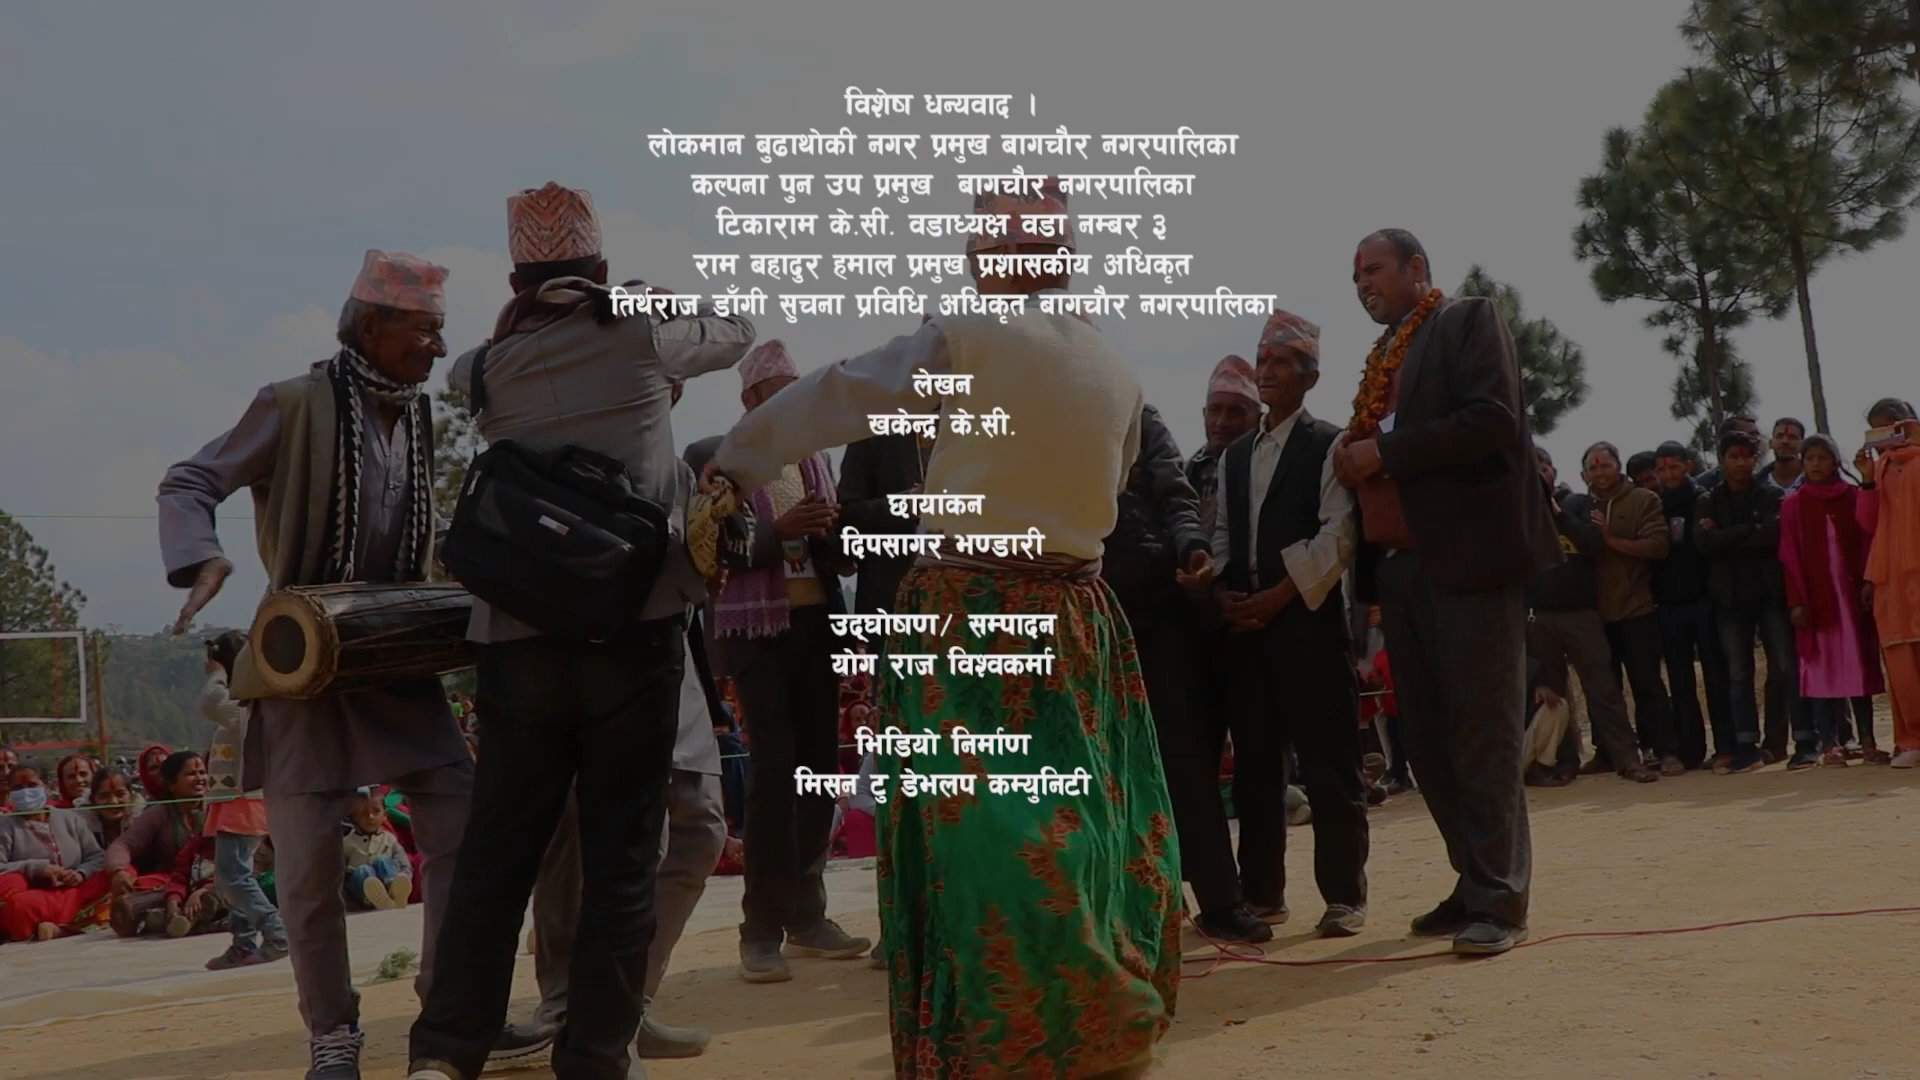 विशेष धन्यवाद ।
लोकमान बुढाथोकी नगर प्रमुख बागचौर नगरपालिका
कल्पना पुन उप प्रमुख बागचौर नगरपालिका
टिकाराम के.सी. वडाध्यक्ष वडा नम्बर ३
राम बहादुर हमाल प्रमुख प्रशासकीय अधिकृत
तिर्थराज डाँगी सुचना प्रविधि अधिकृत बागचौर नगरपालिका
लेखन
खकेन्द्र के.सी.
छायांकन
दिपसागर भण्डारी
उद्घोषण/ सम्पादन
योग राज विश्वकर्मा
भिडियो निर्माण
मिसन टु डेभलप कम्युनिटी